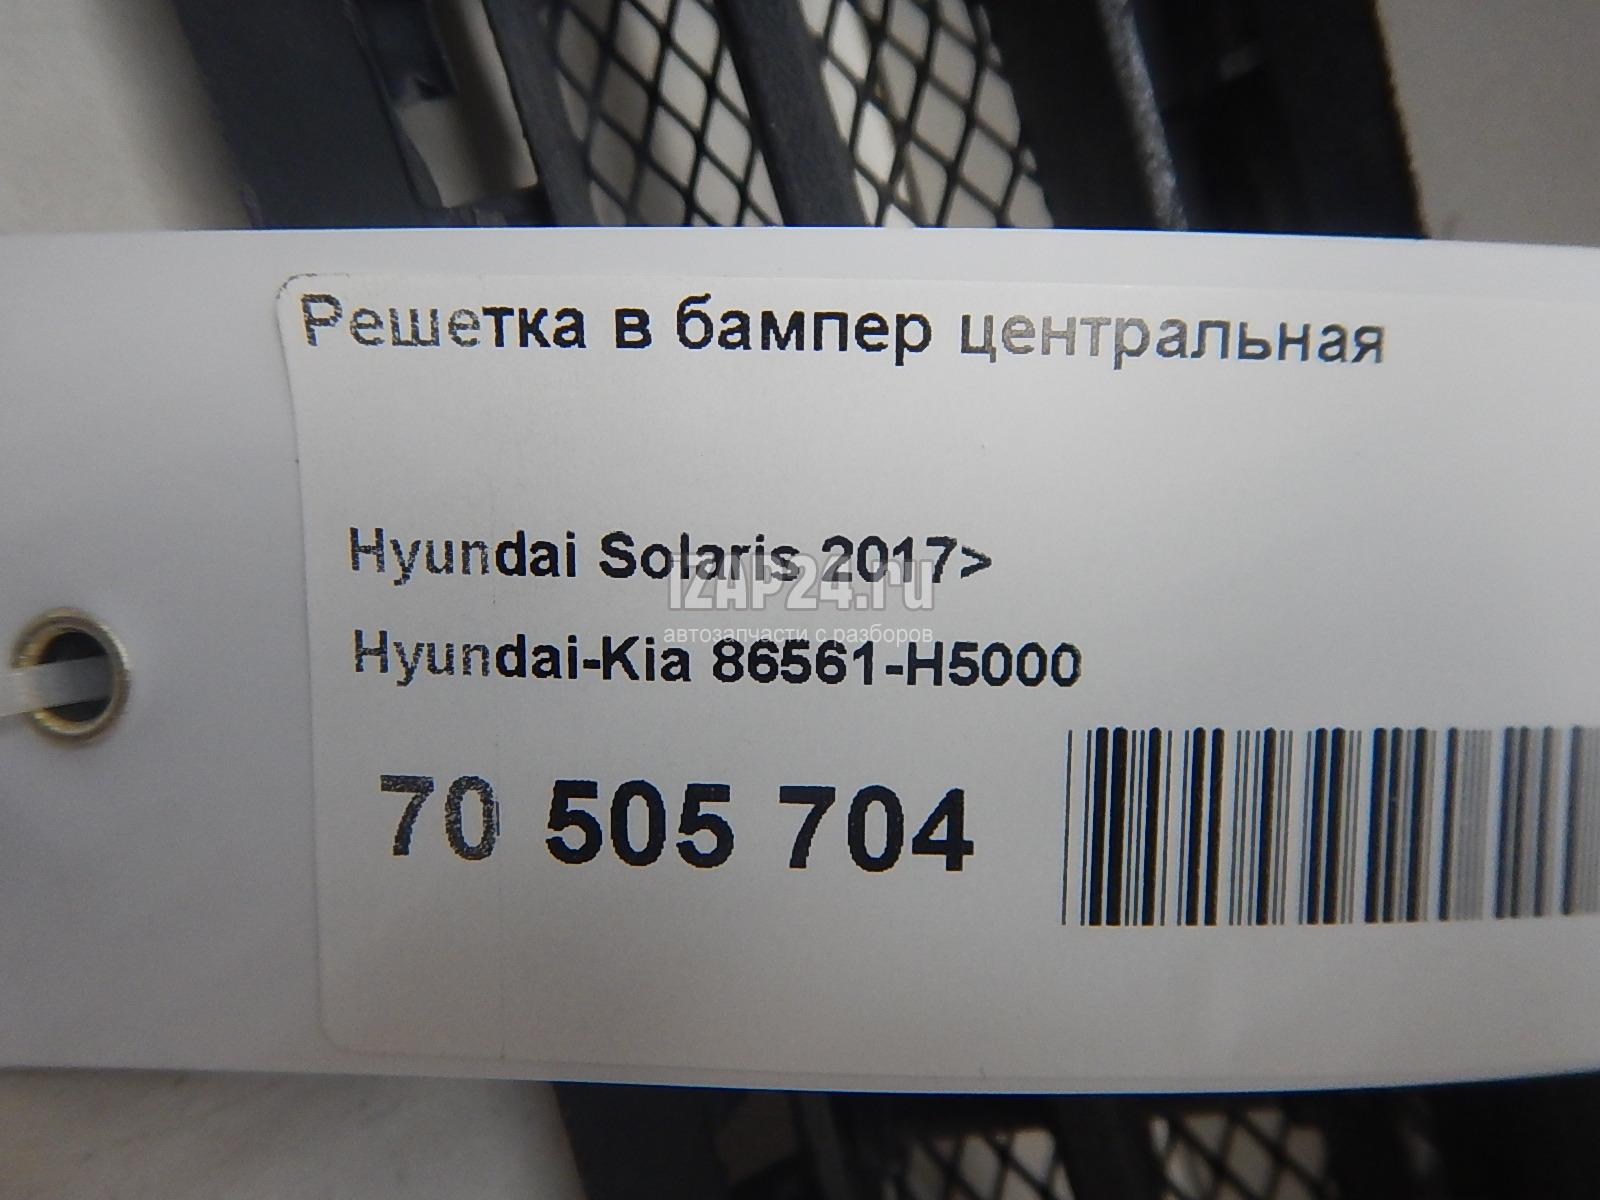 Решетка в бампер центральная
Hyundai Solaris 2017>
IZAP24.ru
автозапчасти с разборов
Hyundai-Kia 86561-H5000
70 505 704